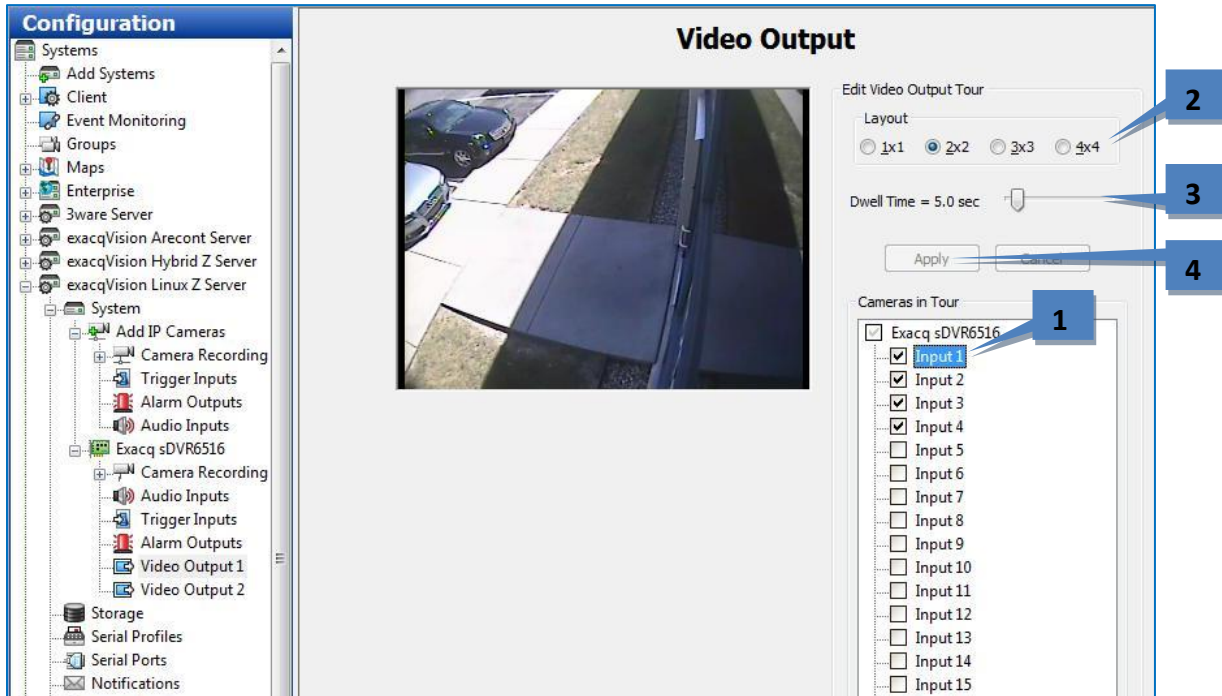 Configuration
Systems
Add Systems
Client
Event Monitoring
Groups
Maps
Enterprise
3ware Server
exacqVision Arecont Server
exacqVision Hybrid Z Server
exacqVision Linux Z Server
System
Add IP Cameras
Camera Recording
Trigger Inputs
Alarm Outputs
Audio Inputs
Exacq sDVR6516
Camera Recording
Audio Inputs
Trigger Inputs
Alarm Outputs
Video Output 1
Video Output 2
Storage
Serial Profiles
Serial Ports
Notifications
Video Output
Edit Video Output Tour
Layout
1x1 2x2 3x3 4x4
2
Dwell Time = 5.0 sec
3
Apply Cancel
4
Cameras in Tour
Exacq sDVR6516
1
Input 1
Input 2
Input 3
Input 4
Input 5
Input 6
Input 7
Input 8
Input 9
Input 10
Input 11
Input 12
Input 13
Input 14
Input 15